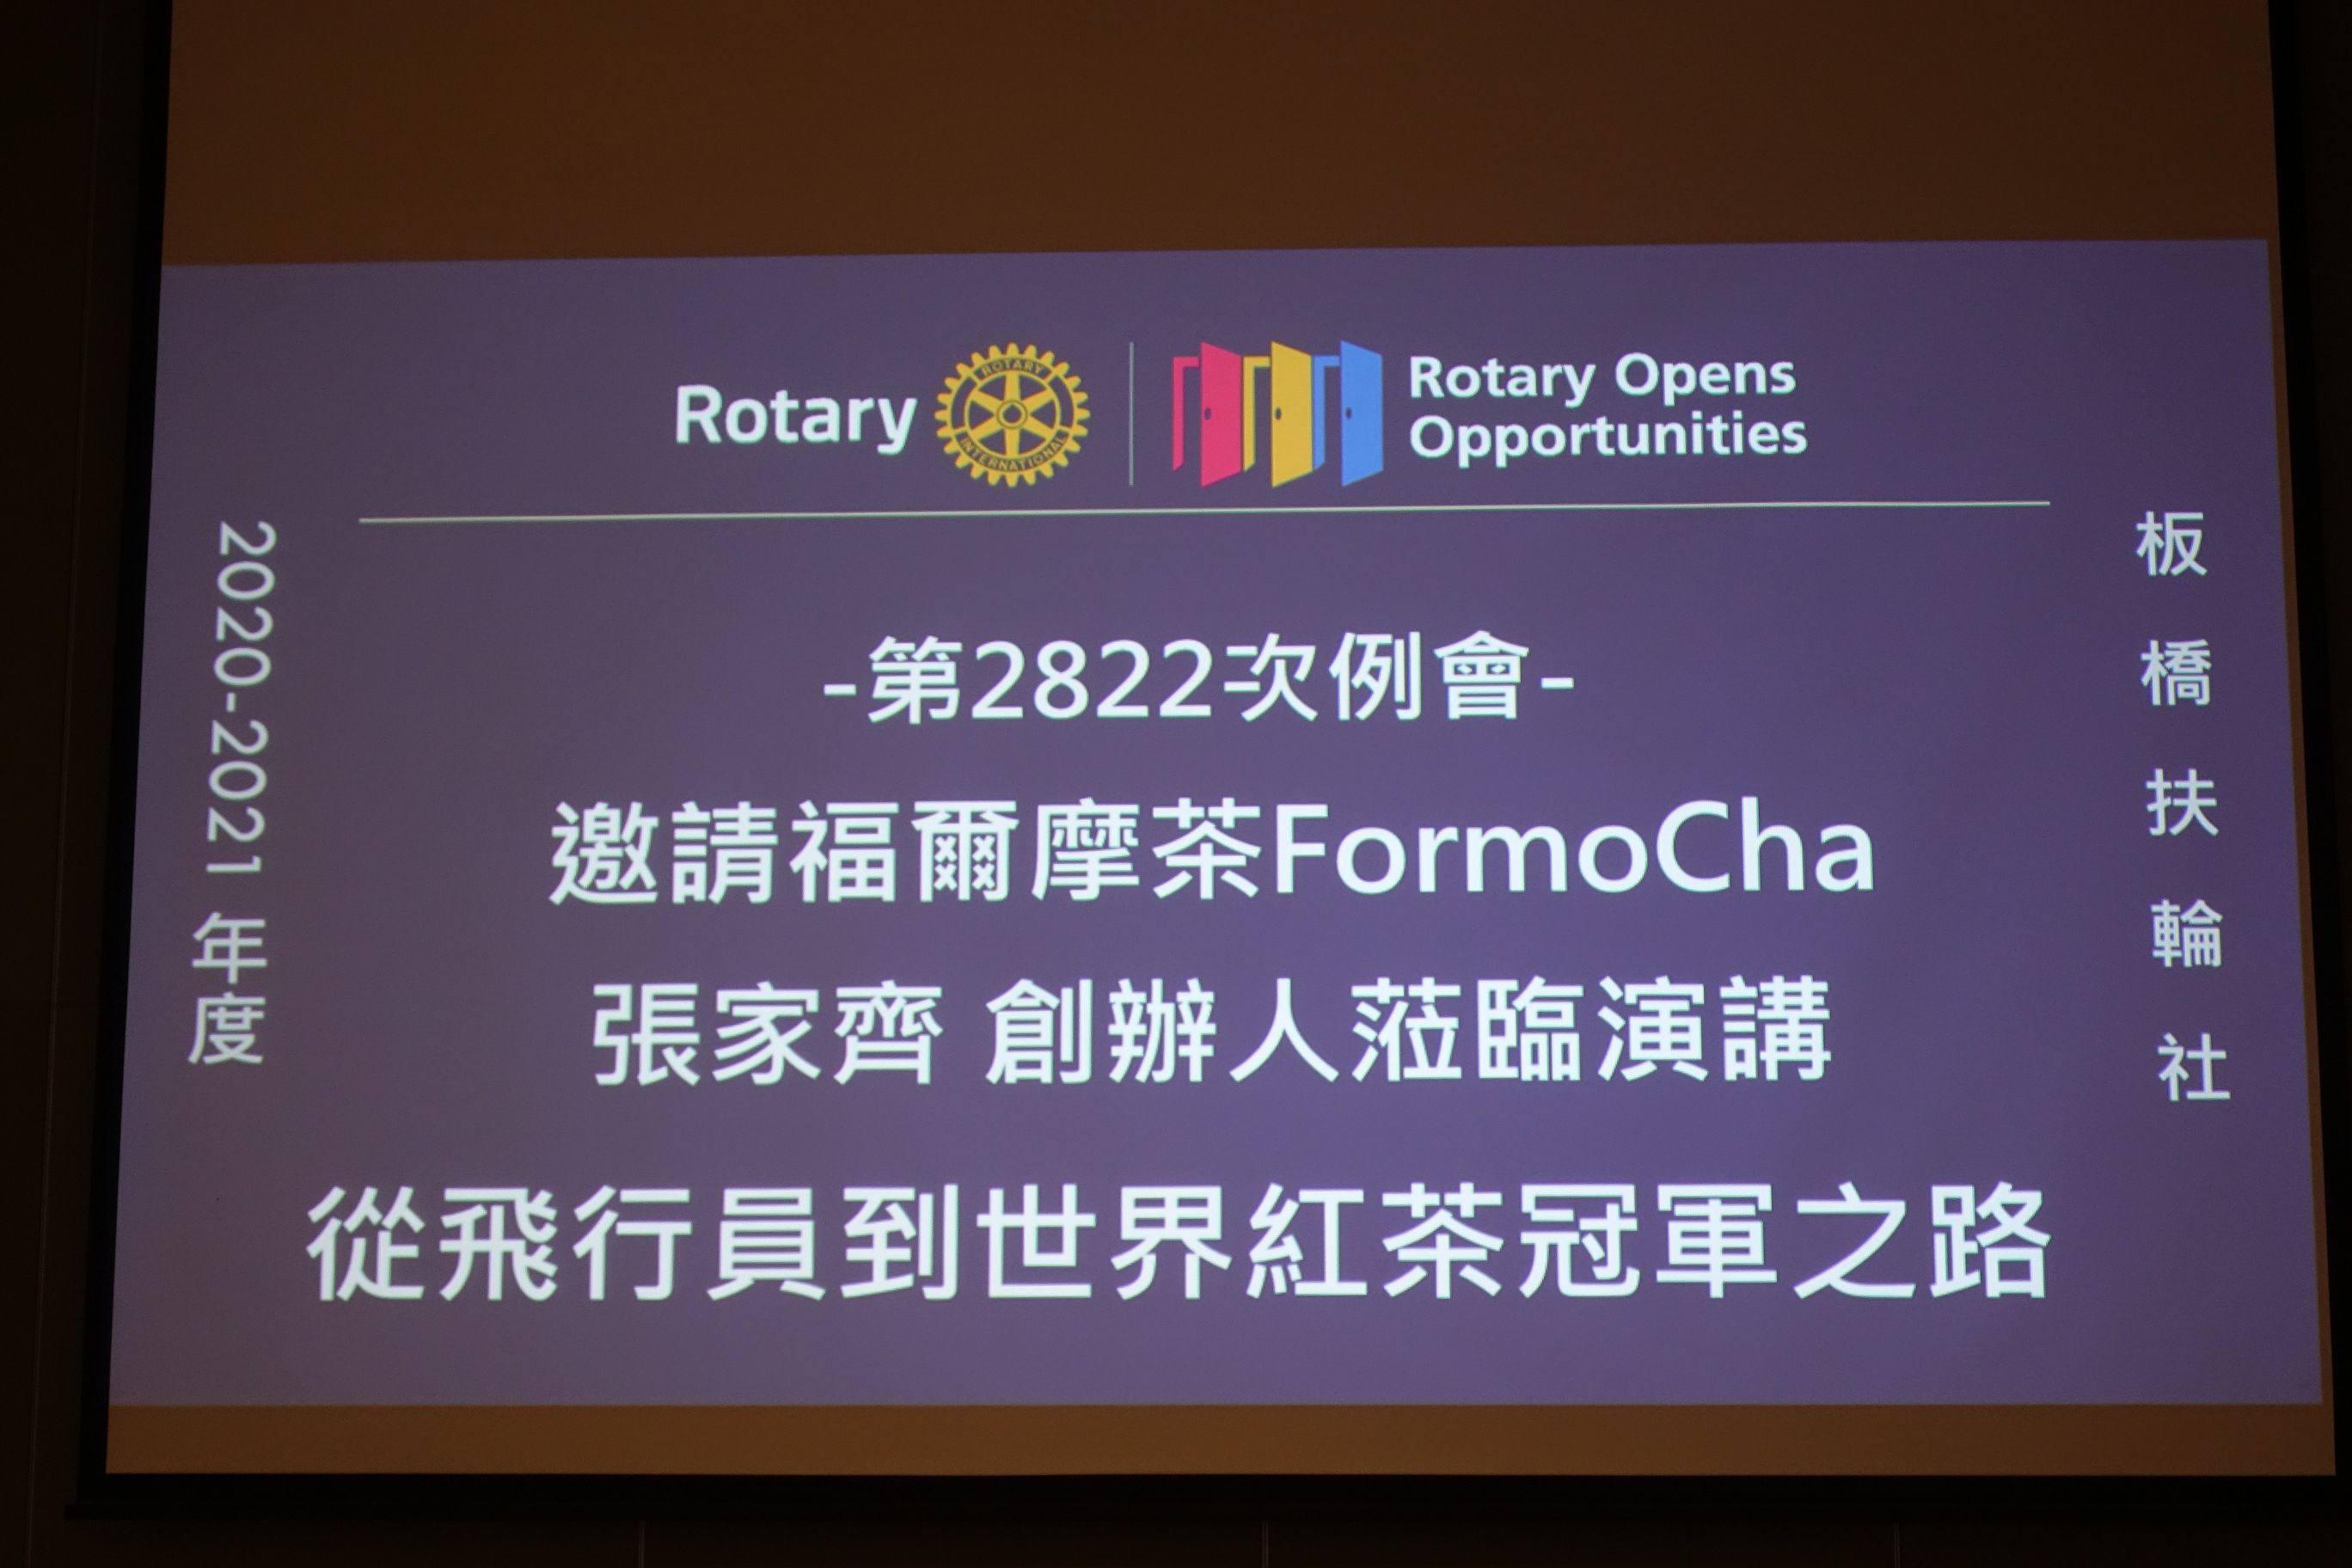 Rotary
ROTARY
INTERNATIONAL
Rotary Opens
Opportunities
2020-2021 年度
板橋扶輪社
-第2822次例會-
邀請福爾摩茶FormoCha
張家齊 創辦人蒞臨演講
從飛行員到世界紅茶冠軍之路